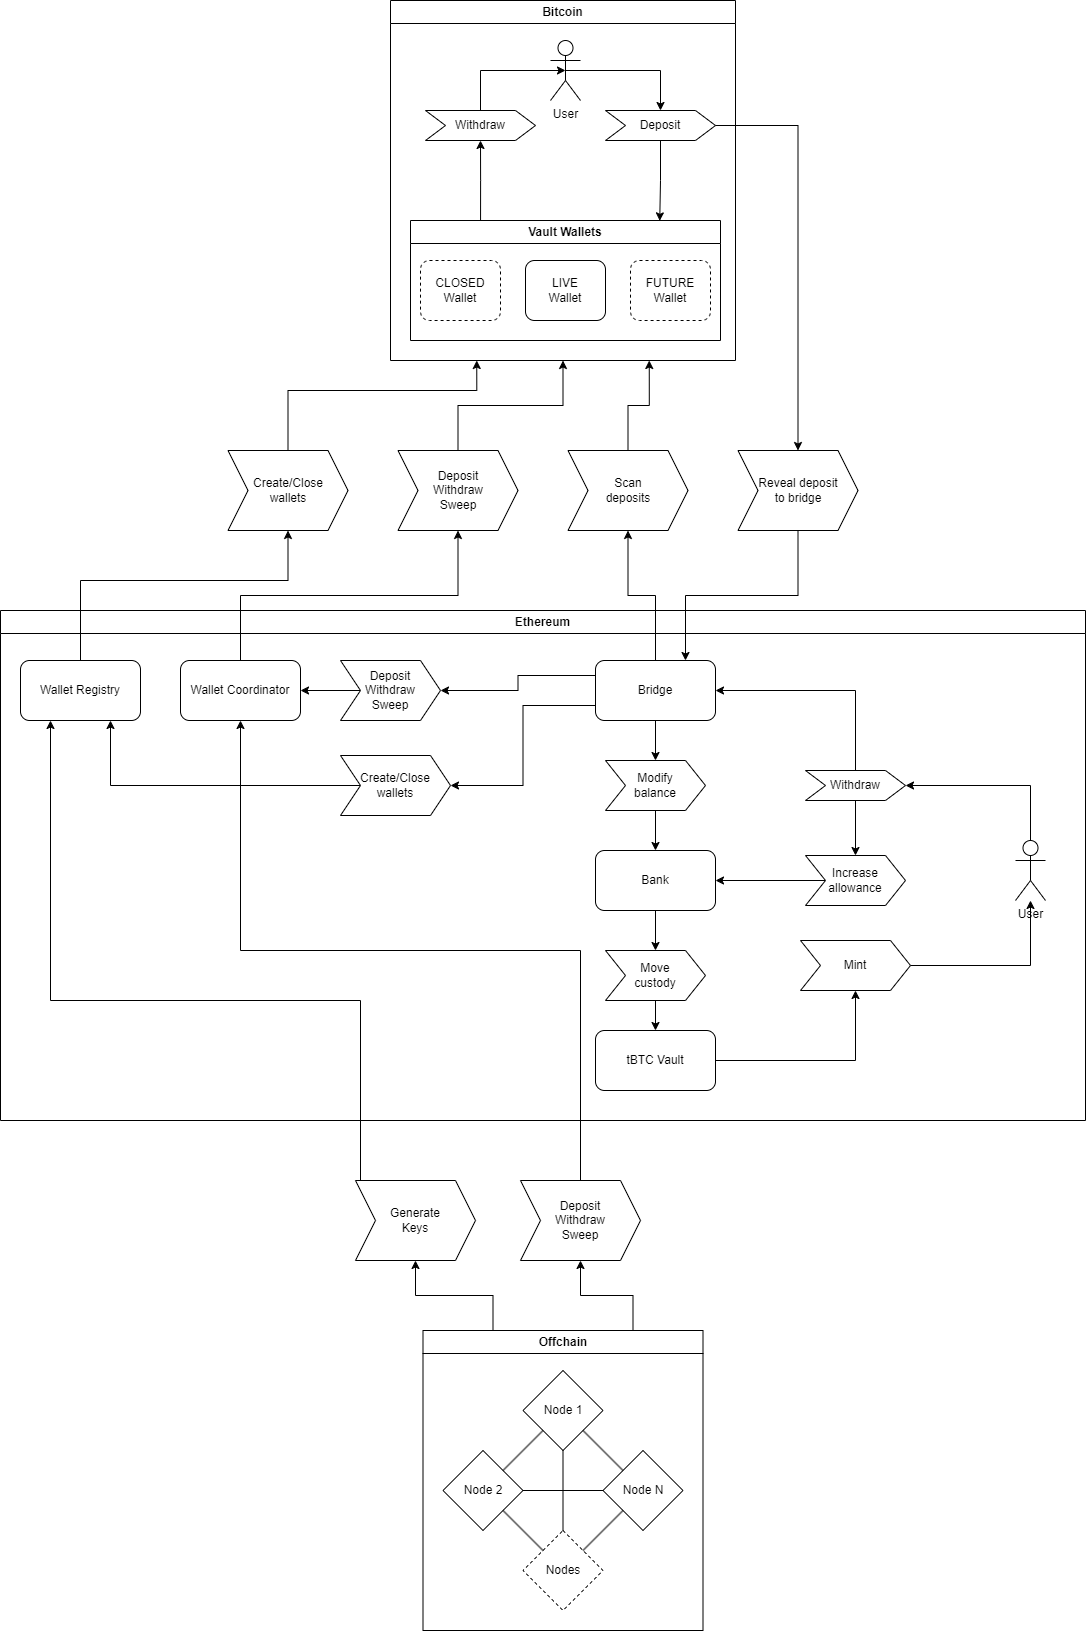 Bitcoin
User
Withdraw
Deposit
Vault Wallets
CLOSED
Wallet
LIVE
Wallet
FUTURE
Wallet
Create/Close
wallets
Deposit
Withdraw
Sweep
Scan
deposits
Reveal deposit
to bridge
Ethereum
Wallet Registry
Wallet Coordinator
Deposit
Withdraw
Sweep
Bridge
Create/Close
wallets
Modify
balance
Withdraw
Bank
Increase
allowance
User
Move
custody
Mint
tBTC Vault
Generate
Keys
Deposit
Withdraw
Sweep
Offchain
Node 1
Node 2
Node N
Nodes